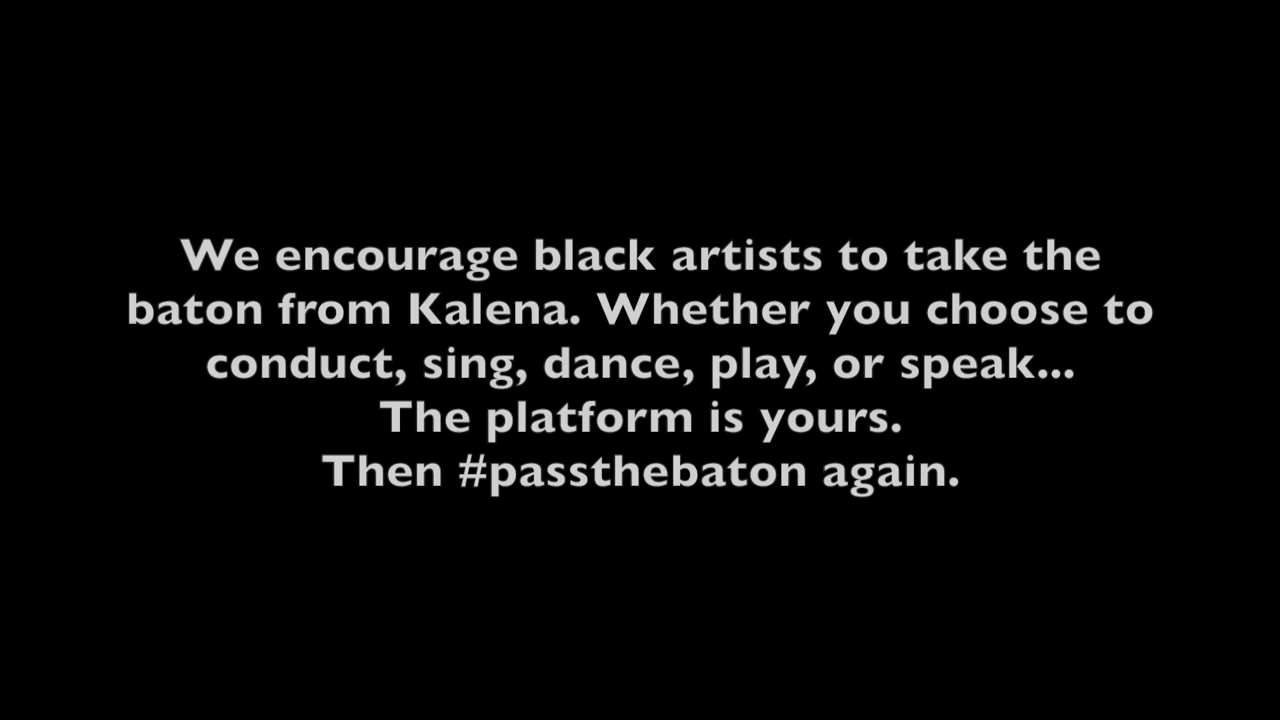 We encourage black artists to take the
baton from Kalena. Whether you choose to
conduct, sing, dance, play, or speak...
The platform is yours.
Then #passthebaton again.